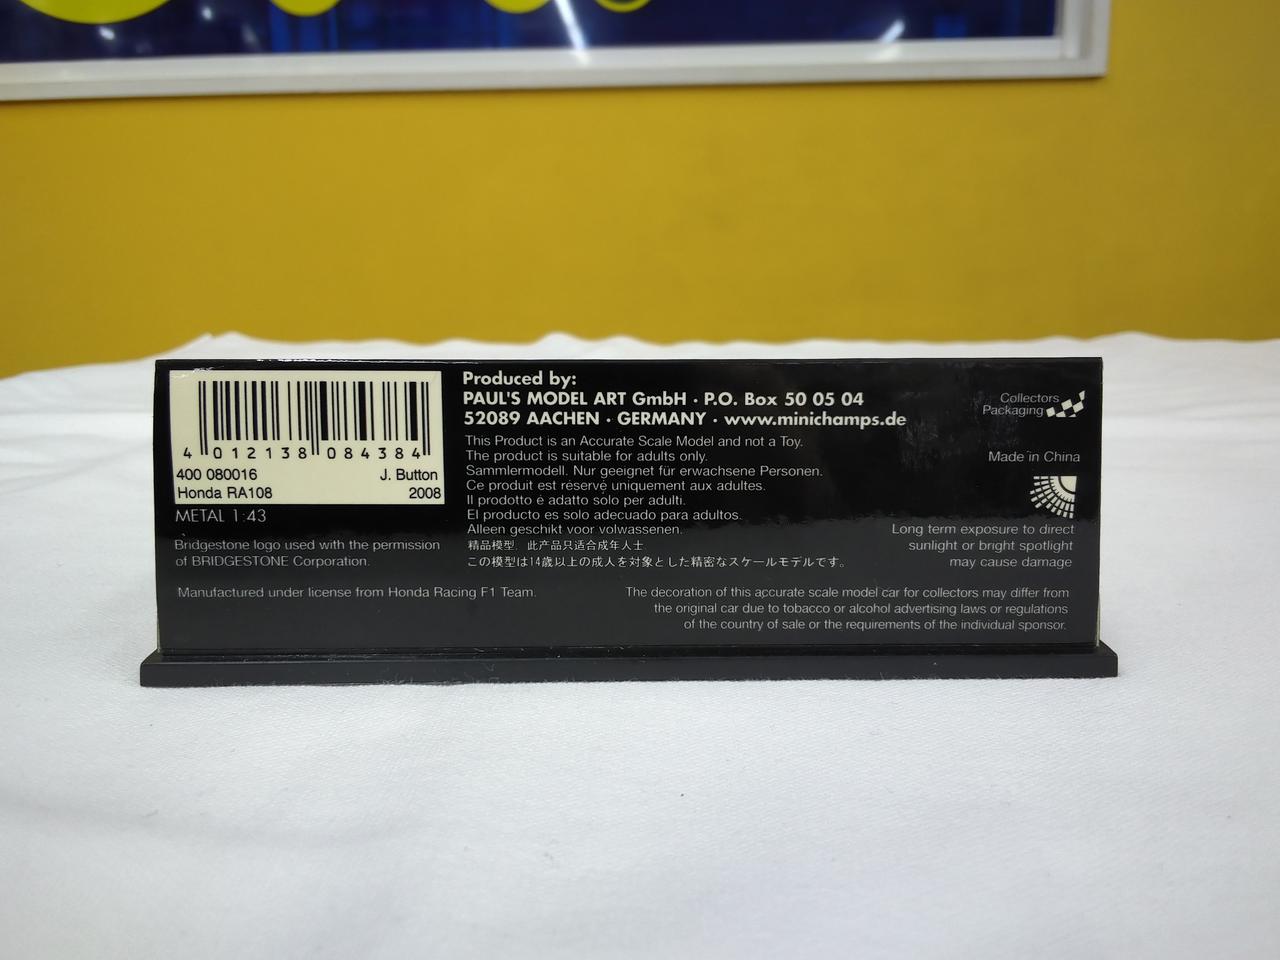 4 012138 084384
400 080016 J. Button
Honda RA108 2008
METAL 1:43
Bridgestone logo used with the permission
of BRIDGESTONE Corporation.
Manufactured under license from Honda Racing F1 Team.
Produced by:
PAUL'S MODEL ART GmbH · P.O. Box 50 05 04
52089 AACHEN · GERMANY · www.minichamps.de
This Product is an Accurate Scale Model and not a Toy.
The product is suitable for adults only.
Sammlermodell. Nur geeignet für erwachsene Personen.
Ce produit est réservé uniquement aux adultes.
Il prodotto é adatto solo per adulti.
El producto es solo adecuado para adultos.
Alleen geschikt voor volwassenen.
精品模型. 此产品只适合成年人士.
この模型は14歳以上の成人を対象とした精密なスケールモデルです。
Collectors
Packaging
Made in China
Long term exposure to direct
sunlight or bright spotlight
may cause damage
The decoration of this accurate scale model car for collectors may differ from
the original car due to tobacco or alcohol advertising laws or regulations
of the country of sale or the requirements of the individual sponsor.